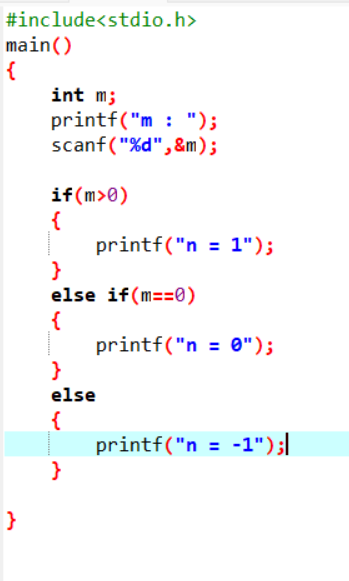 #include<stdio.h>
main()
{
    int m;
    printf("m : ");
    scanf("%d",&m);
    if(m>0)
    {
        printf("n = 1");
    }
    else if(m==0)
    {
        printf("n = 0");
    }
    else
    {
        printf("n = -1");
    }
}